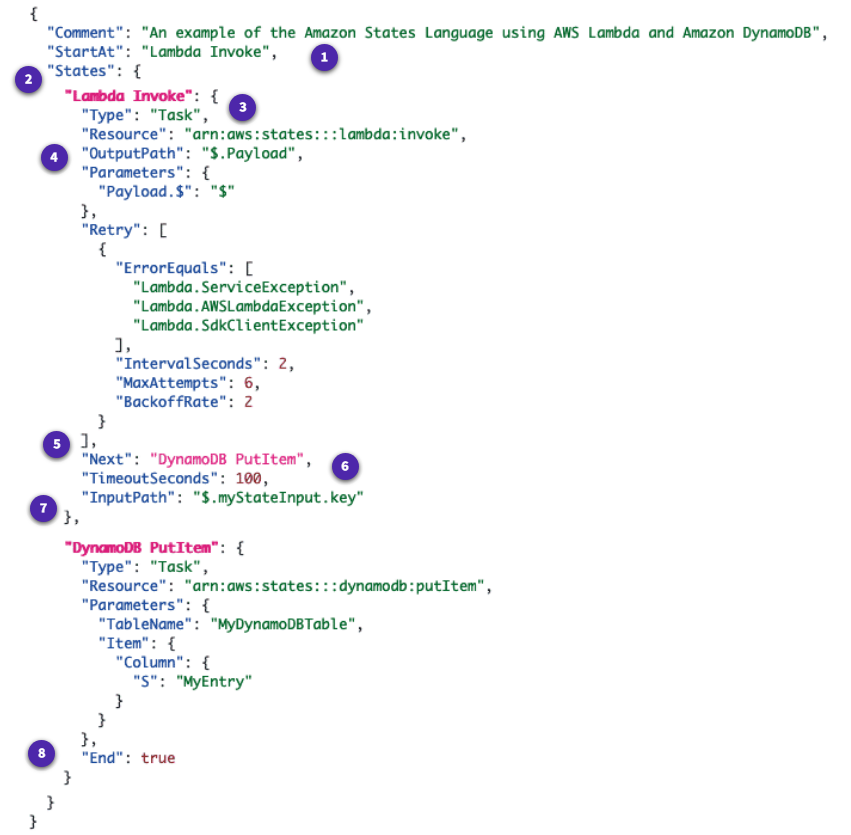 {
"Comment": "An example of the Amazon States Language using AWS Lambda and Amazon DynamoDB",
"StartAt": "Lambda Invoke",
1
2
"States": {
"Lambda Invoke": {
3
"Type": "Task",
"Resource": "arn:aws:states:::lambda:invoke",
4
"OutputPath": "$.Payload",
"Parameters": {
"Payload.$": "$"
},
"Retry": [
{
"ErrorEquals": [
"Lambda.ServiceException",
"Lambda.AWSLambdaException",
"Lambda.SdkClientException"
],
"IntervalSeconds": 2,
"MaxAttempts": 6,
"BackoffRate": 2
}
5
],
"Next": "DynamoDB PutItem",
6
"TimeoutSeconds": 100,
"InputPath": "$.myStateInput.key"
7
},
"DynamoDB PutItem": {
"Type": "Task",
"Resource": "arn:aws:states:::dynamodb:putItem",
"Parameters": {
"TableName": "MyDynamoDBTable",
"Item": {
"Column": {
"S": "MyEntry"
}
}
},
8
"End": true
}
}
}